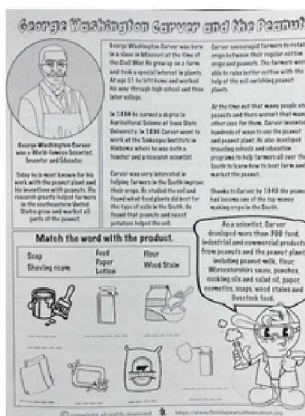 George Washington Carver and the Peanut
George Washington Carver was born
in a slave in Missouri at the time of
the Civil War. He grew up on a farm
and took a special interest in plants.
At age 11 he left home and worked
his way through high school and then
later college.
In 1894 he earned a degree in
Agricultural Science at Iowa State
University. In 1896 Carver went to
work at the Tuskegee Institute in
Alabama where he was both a
teacher and a research scientist.
Carver was very interested in
helping farmers in the South improve
their crops. He studied the soil and
found what foods plants did best for
the type of soils in the South. He
found that peanuts and sweet
potatoes helped the soil.
Carver encouraged farmers to rotate
crops between their regular cotton
crops and peanuts. The farmers were
able to raise better cotton with the
help of the soil enriching peanut
plants.
At the time not that many people ate
peanuts and there weren't that many
other uses for them. Carver invented
hundreds of ways to use the peanut
and peanut plant. He also developed
traveling schools and education
programs to help farmers all over the
South to learn how to best farm and
market the peanut.
Thanks to Carver, by 1940 the peanut
had become one of the top money
making crops in the South.
George Washington Carver
was a World-Famous Scientist,
Inventor and Educator.
Today he is most known for his
work with the peanut plant and
his inventions with peanuts. His
research greatly helped farmers
in the southeastern United
States grow and market all
parts of the peanut.
Match the word with the product.
Soap Food Flour
Shaving cream Paper Wood Stain
Lotion
As a scientist, Carver
developed more than 300 food,
industrial and commercial products
from peanuts and the peanut plant
including peanut milk, flour,
Worcestershire sauce, punches,
cooking oils and salad oil, paper,
cosmetics, soaps, wood stains and
livestock feed.
©copyright all rights reserved https://www.floridapeanutfederation.org